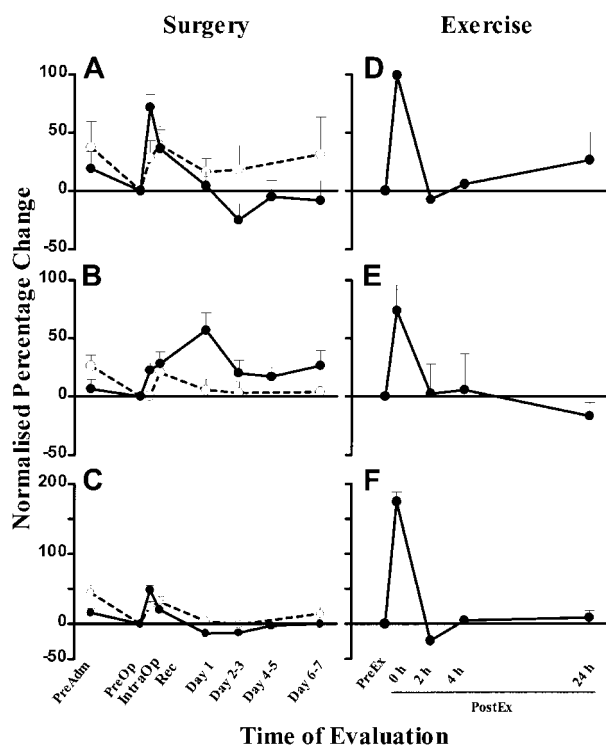 Surgery
Exercise
Normalised Percentage Change
A
100
50
0
-50
B
100
50
0
-50
C
200
100
0
-50
D
E
F
PreAdm
PreOp
IntraOp
Rec
Day 1
Day 2-3
Day 4-5
Day 6-7
PreEx
0 h
2 h
4 h
24 h
PostEx
Time of Evaluation